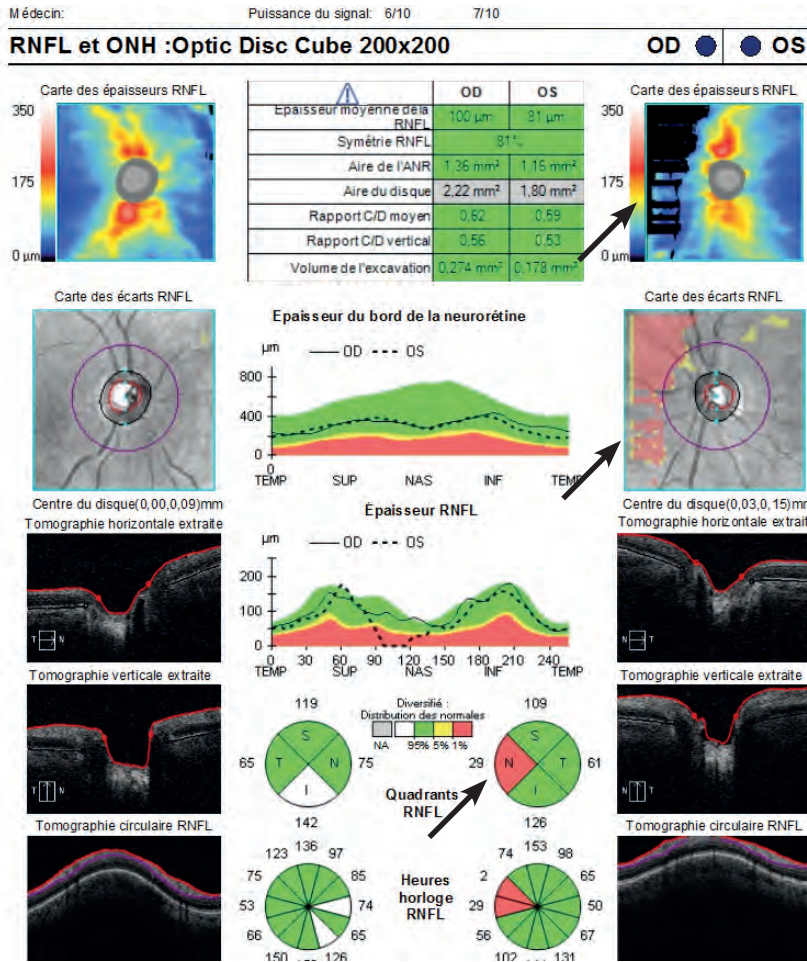 Médecin: Puissance du signal: 6/10 7/10
RNFL et ONH :Optic Disc Cube 200x200 OD OS
Carte des épaisseurs RNFL
350
175
0 µm
OD OS
Epaisseur moyenne de la RNFL 100 µm 81 µm
Symétrie RNFL 81%
Aire de l'ANR 1,36 mm² 1,16 mm²
Aire du disque 2,22 mm² 1,80 mm²
Rapport C/D moyen 0,62 0,59
Rapport C/D vertical 0,56 0,53
Volume de l'excavation 0,274 mm² 0,178 mm²
Carte des épaisseurs RNFL
350
175
0 µm
Carte des écarts RNFL
Centre du disque(0,00,0,09)mm
Epaisseur du bord de la neurorétine
µm OD OS
800
400
0
0
TEMP SUP NAS INF TEMP
Carte des écarts RNFL
Centre du disque(0,03,0,15)mm
Tomographie horizontale extraite
T N
Épaisseur RNFL
µm OD OS
200
100
0
0 30 60 90 120 150 180 210 240
TEMP SUP NAS INF TEMP
Tomographie horizontale extraite
N T
Tomographie verticale extraite
T N
119
S
65 T N 75
I
142
Diversifié :
Distribution des normales
NA 95% 5% 1%
Quadrants
RNFL
109
S
29 N T 61
I
126
Tomographie verticale extraite
N T
Tomographie circulaire RNFL
136
123 97
75 85
53 74
66 65
150 126
Heures
horloge
RNFL
153
74 98
2 65
29 50
56 67
102 131
Tomographie circulaire RNFL